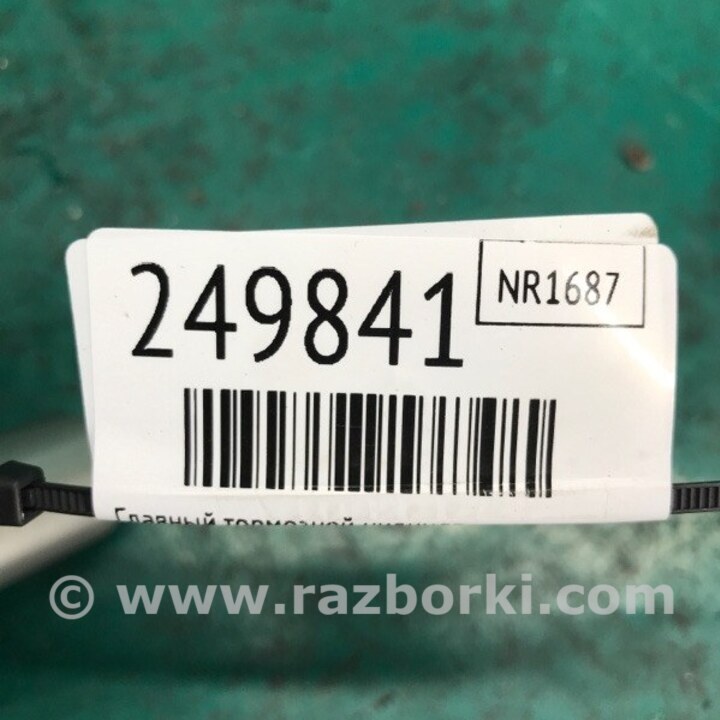 249841
NR1687
Главный тормозной
© www.razborki.com